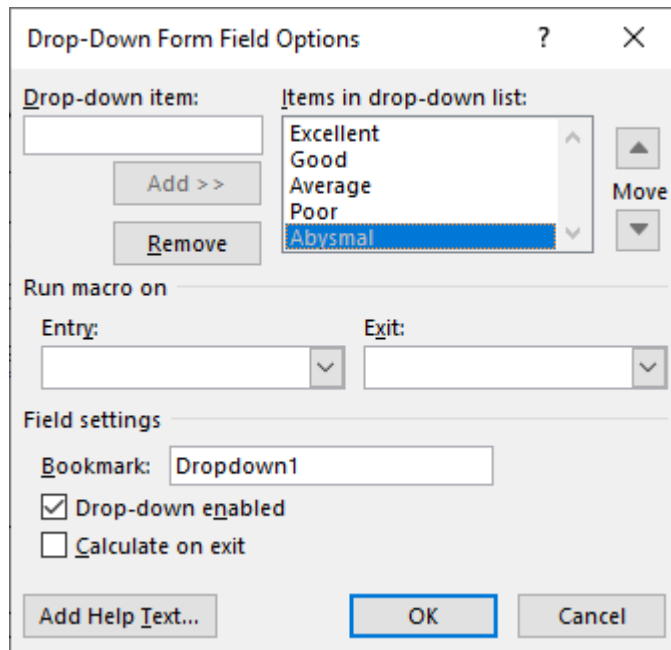 Drop-Down Form Field Options
?
Drop-down item:
Items in drop-down list:
Excellent
Good
Average
Poor
Abysmal
Add >>
Remove
Move
Run macro on
Entry:
Exit:
Field settings
Bookmark: Dropdown1
Drop-down enabled
Calculate on exit
Add Help Text... OK Cancel